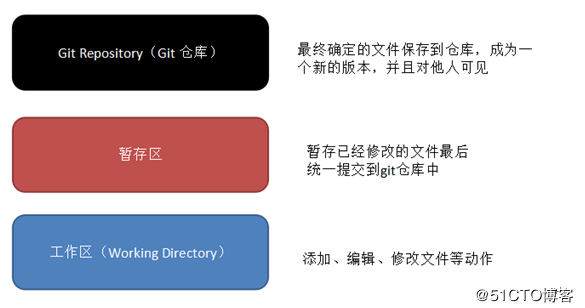 Git Repository（Git 仓库）
最终确定的文件保存到仓库，成为一
个新的版本，并且对他人可见
暂存区
暂存已经修改的文件最后
统一提交到git仓库中
工作区（Working Directory）
添加、编辑、修改文件等动作
@51CTO博客